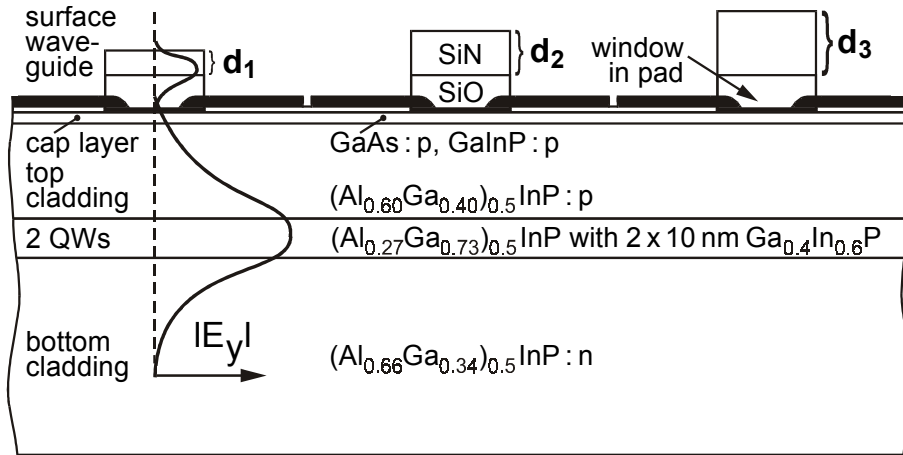 surface
wave-
guide
d1
SiN
SiO
d2
window
in pad
d3
cap layer
top
cladding
GaAs : p, GaInP : p
(Al0.60Ga0.40)0.5InP : p
2 QWs
(Al0.27Ga0.73)0.5InP with 2 x 10 nm Ga0.4In0.6P
bottom
cladding
|Ey|
(Al0.66Ga0.34)0.5InP : n